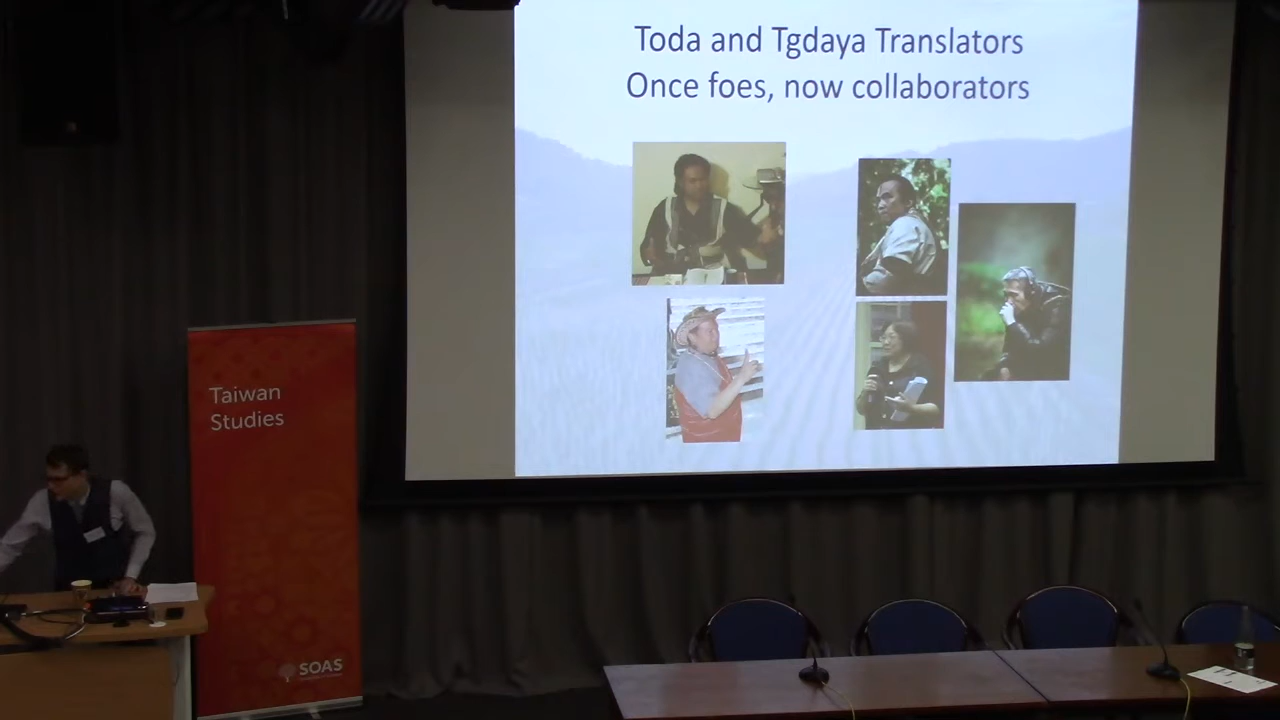 Toda and Tgdaya Translators
Once foes, now collaborators
Taiwan
Studies
SOAS